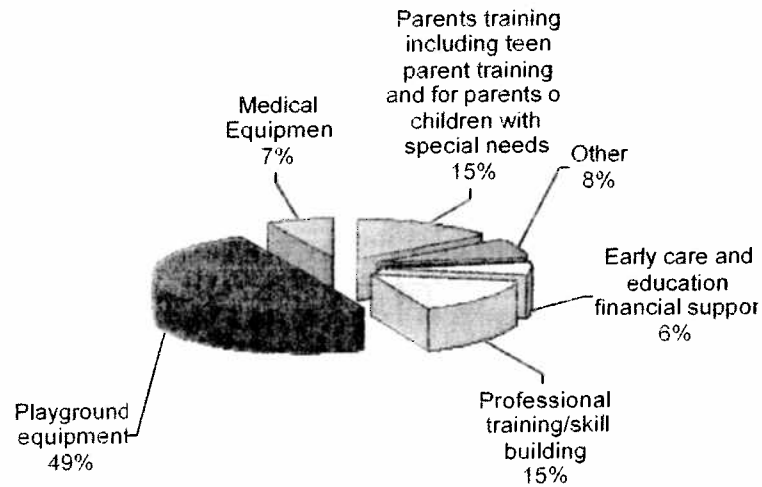 Parents training
including teen
parent training
and for parents o
children with
special needs
15%
Medical
Equipmen
7%
Other
8%
Early care and
education
financial suppor
6%
Professional
training/skill
building
15%
Playground
equipment
49%